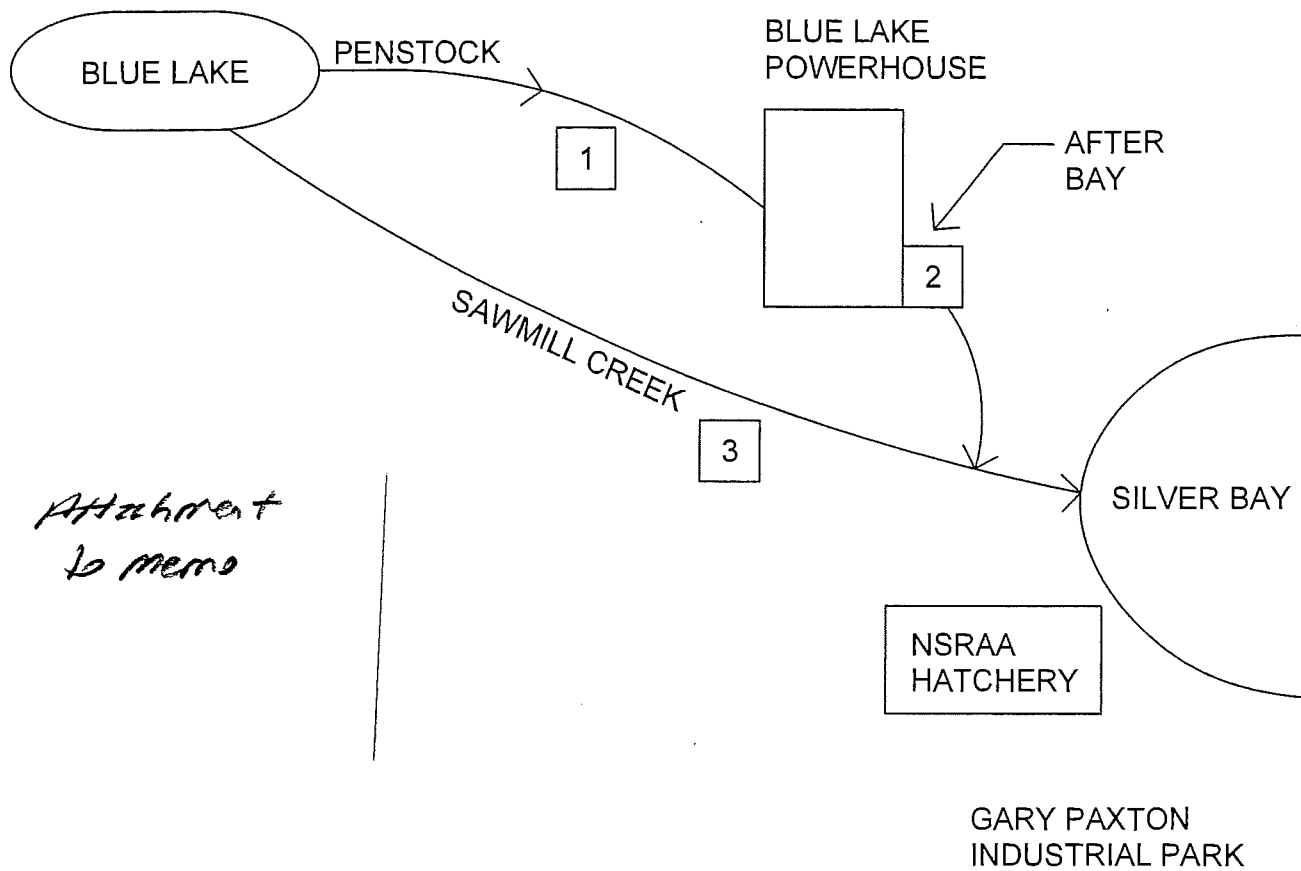 BLUE LAKE
PENSTOCK
BLUE LAKE
POWERHOUSE
AFTER
BAY
1
2
SAWMILL CREEK
3
SILVER BAY
Attachment
to memo
NSRAA
HATCHERY
GARY PAXTON
INDUSTRIAL PARK